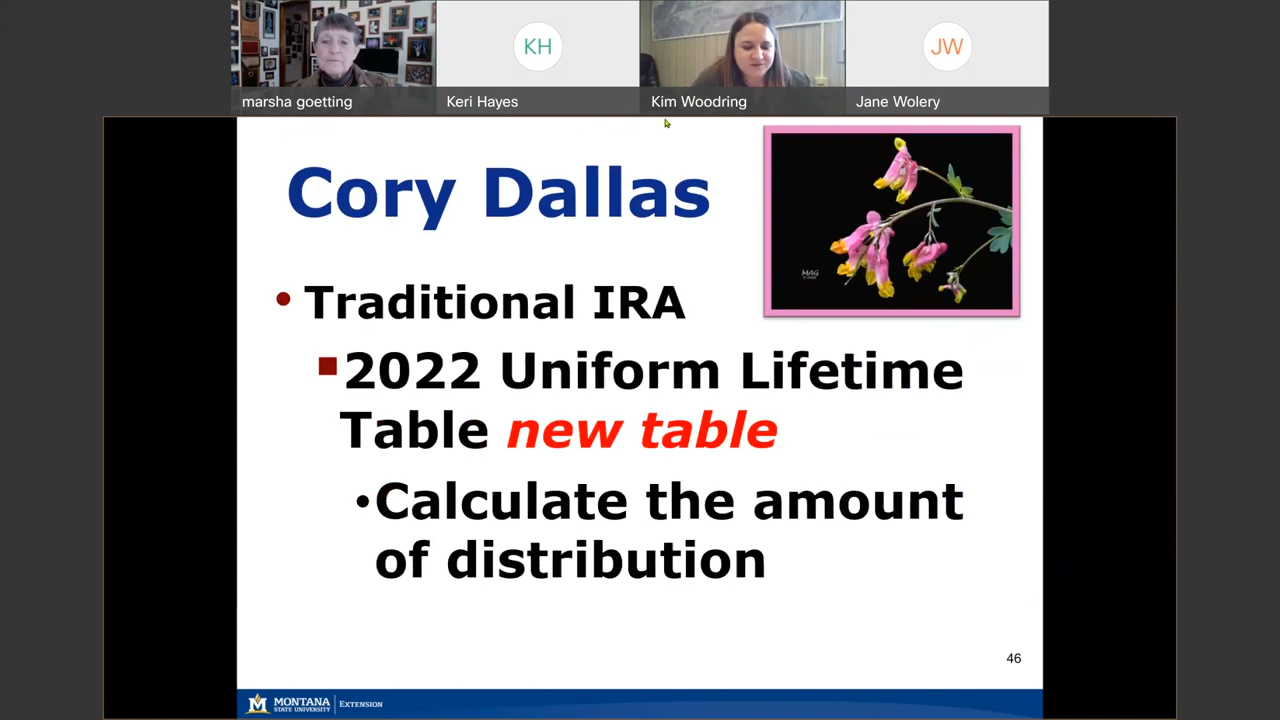 KH
JW
marsha goetting
Keri Hayes
Kim Woodring
Jane Wolery
Cory Dallas
MAG
• Traditional IRA
▪2022 Uniform Lifetime
Table new table
•Calculate the amount
of distribution
46
MONTANA
STATE UNIVERSITY
EXTENSION